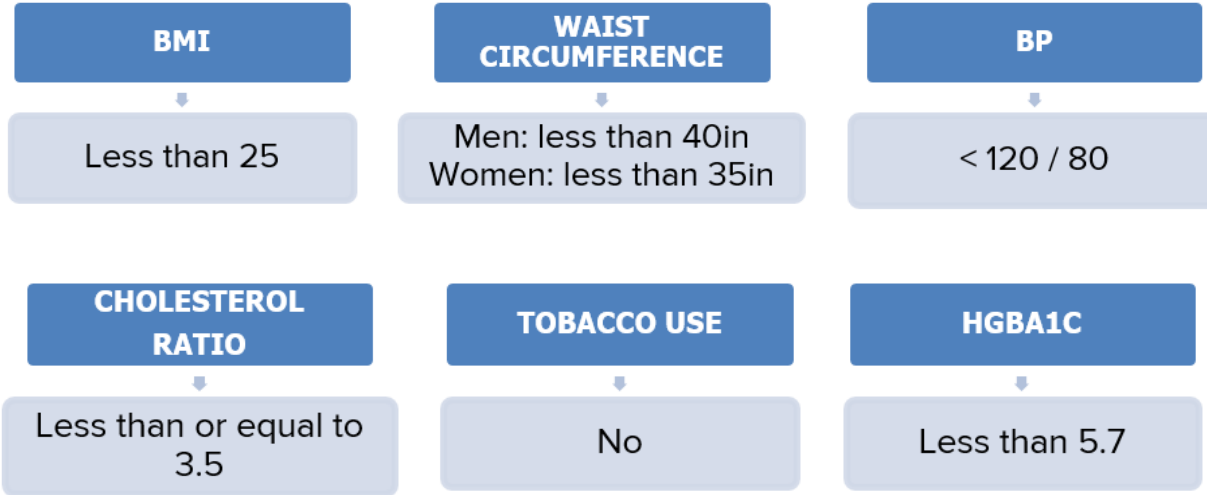 BMI
Less than 25
WAIST
CIRCUMFERENCE
Men: less than 40in
Women: less than 35in
BP
< 120 / 80
CHOLESTEROL
RATIO
Less than or equal to
3.5
TOBACCO USE
No
HGBA1C
Less than 5.7